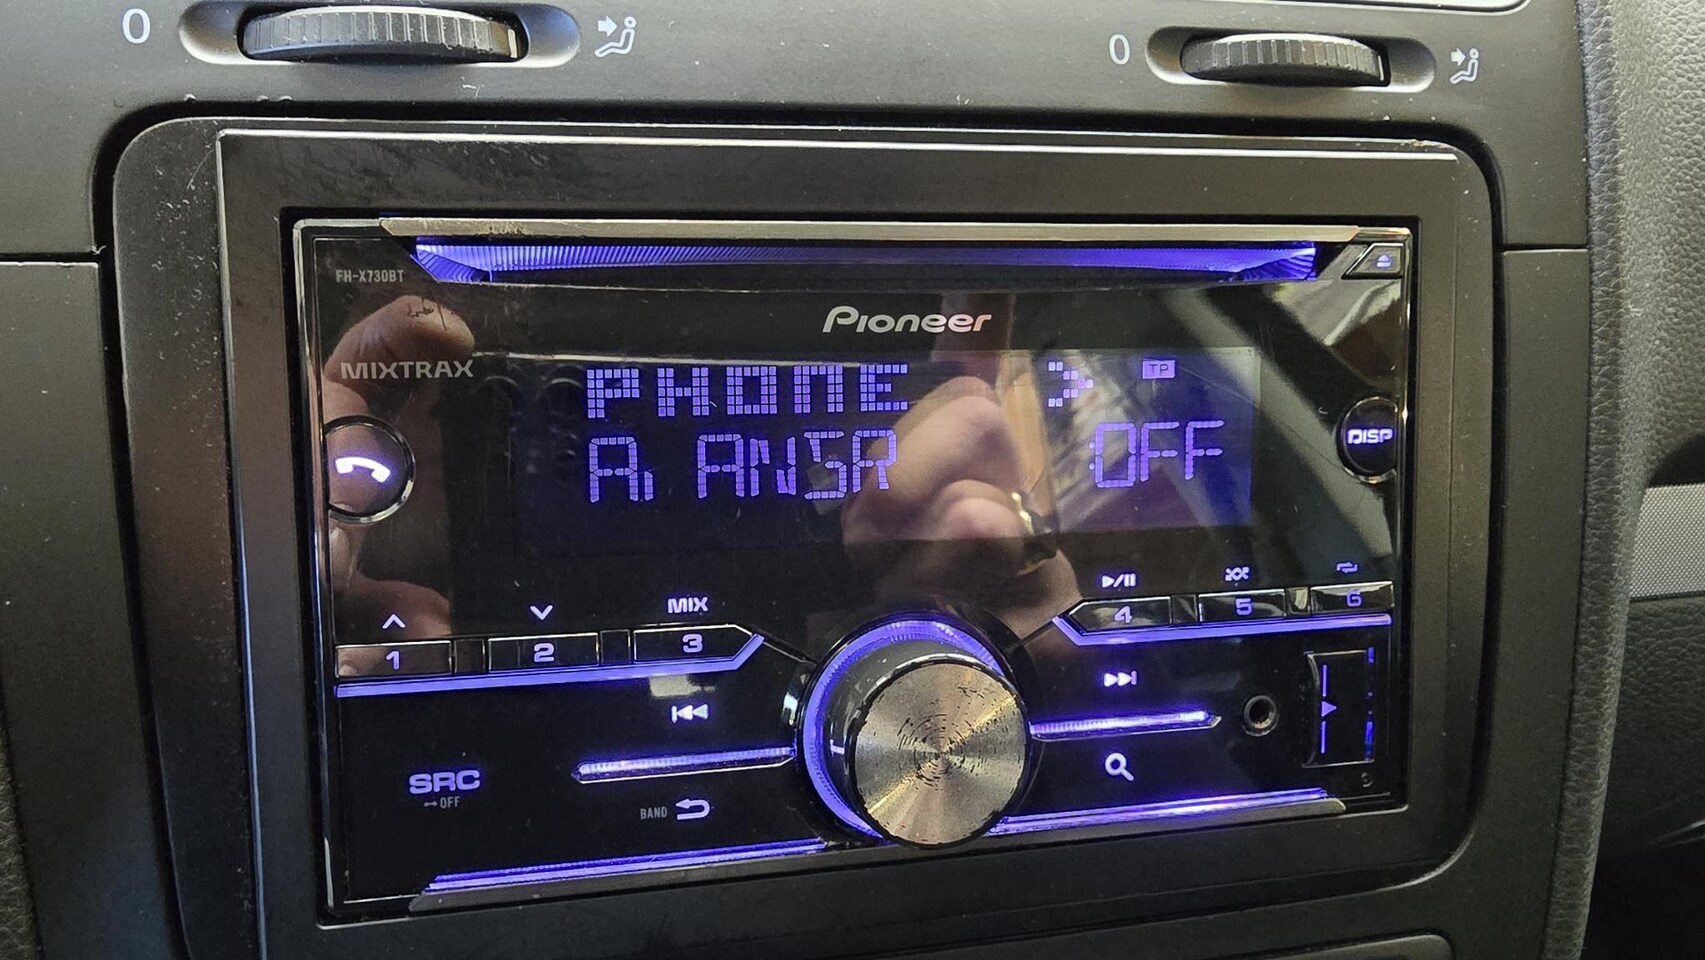 0
0
FH-X730BT
Pioneer
MIXTRAX
PHONE > TP
A. ANSR :OFF
DISP
MIX
1 2 3
4 5 6
SRC
OFF
BAND